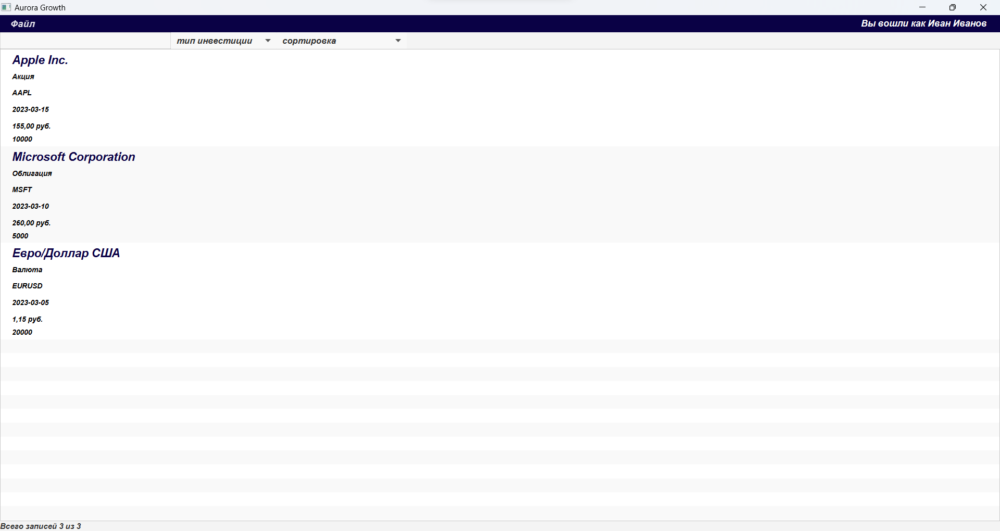 Aurora Growth
Файл
Вы вошли как Иван Иванов
тип инвестиции
сортировка
Apple Inc.
Акция
AAPL
2023-03-15
155,00 руб.
10000
Microsoft Corporation
Облигация
MSFT
2023-03-10
260,00 руб.
5000
Евро/Доллар США
Валюта
EURUSD
2023-03-05
1,15 руб.
20000
Всего записей 3 из 3